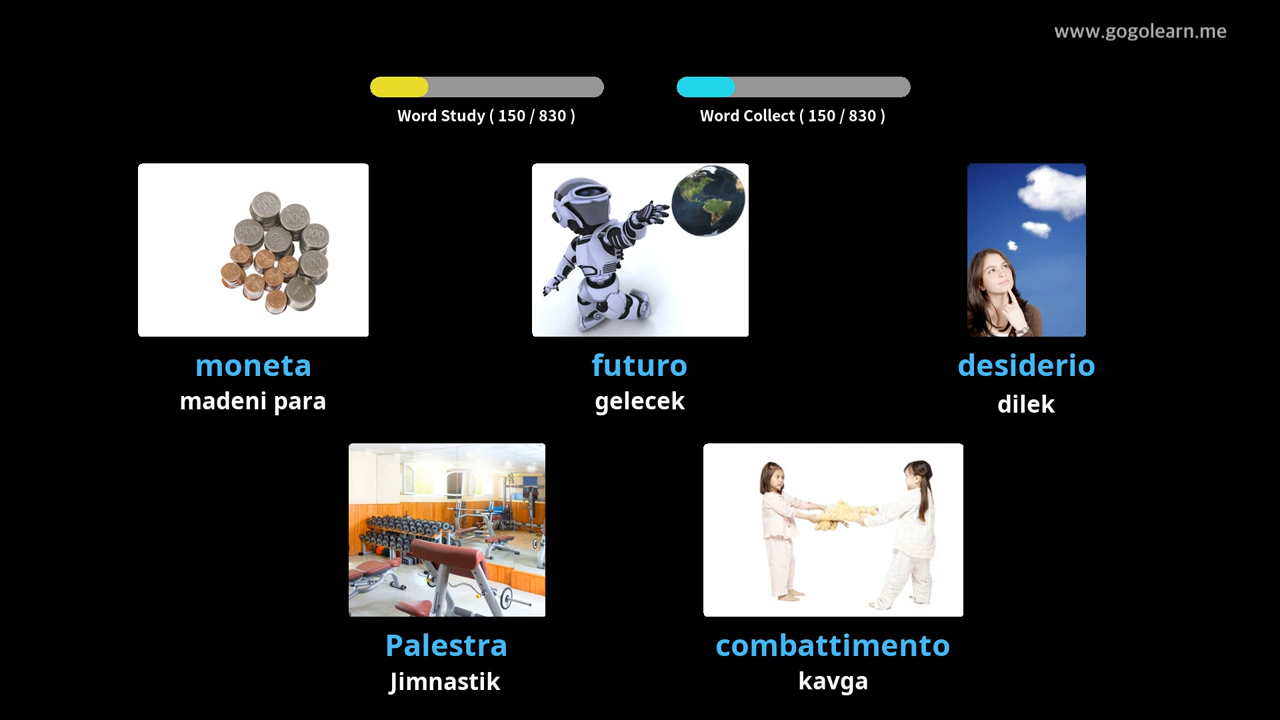 www.gogolearn.me
Word Study ( 150 / 830 )
Word Collect ( 150 / 830 )
moneta
madeni para
futuro
gelecek
desiderio
dilek
Palestra
Jimnastik
combattimento
kavga